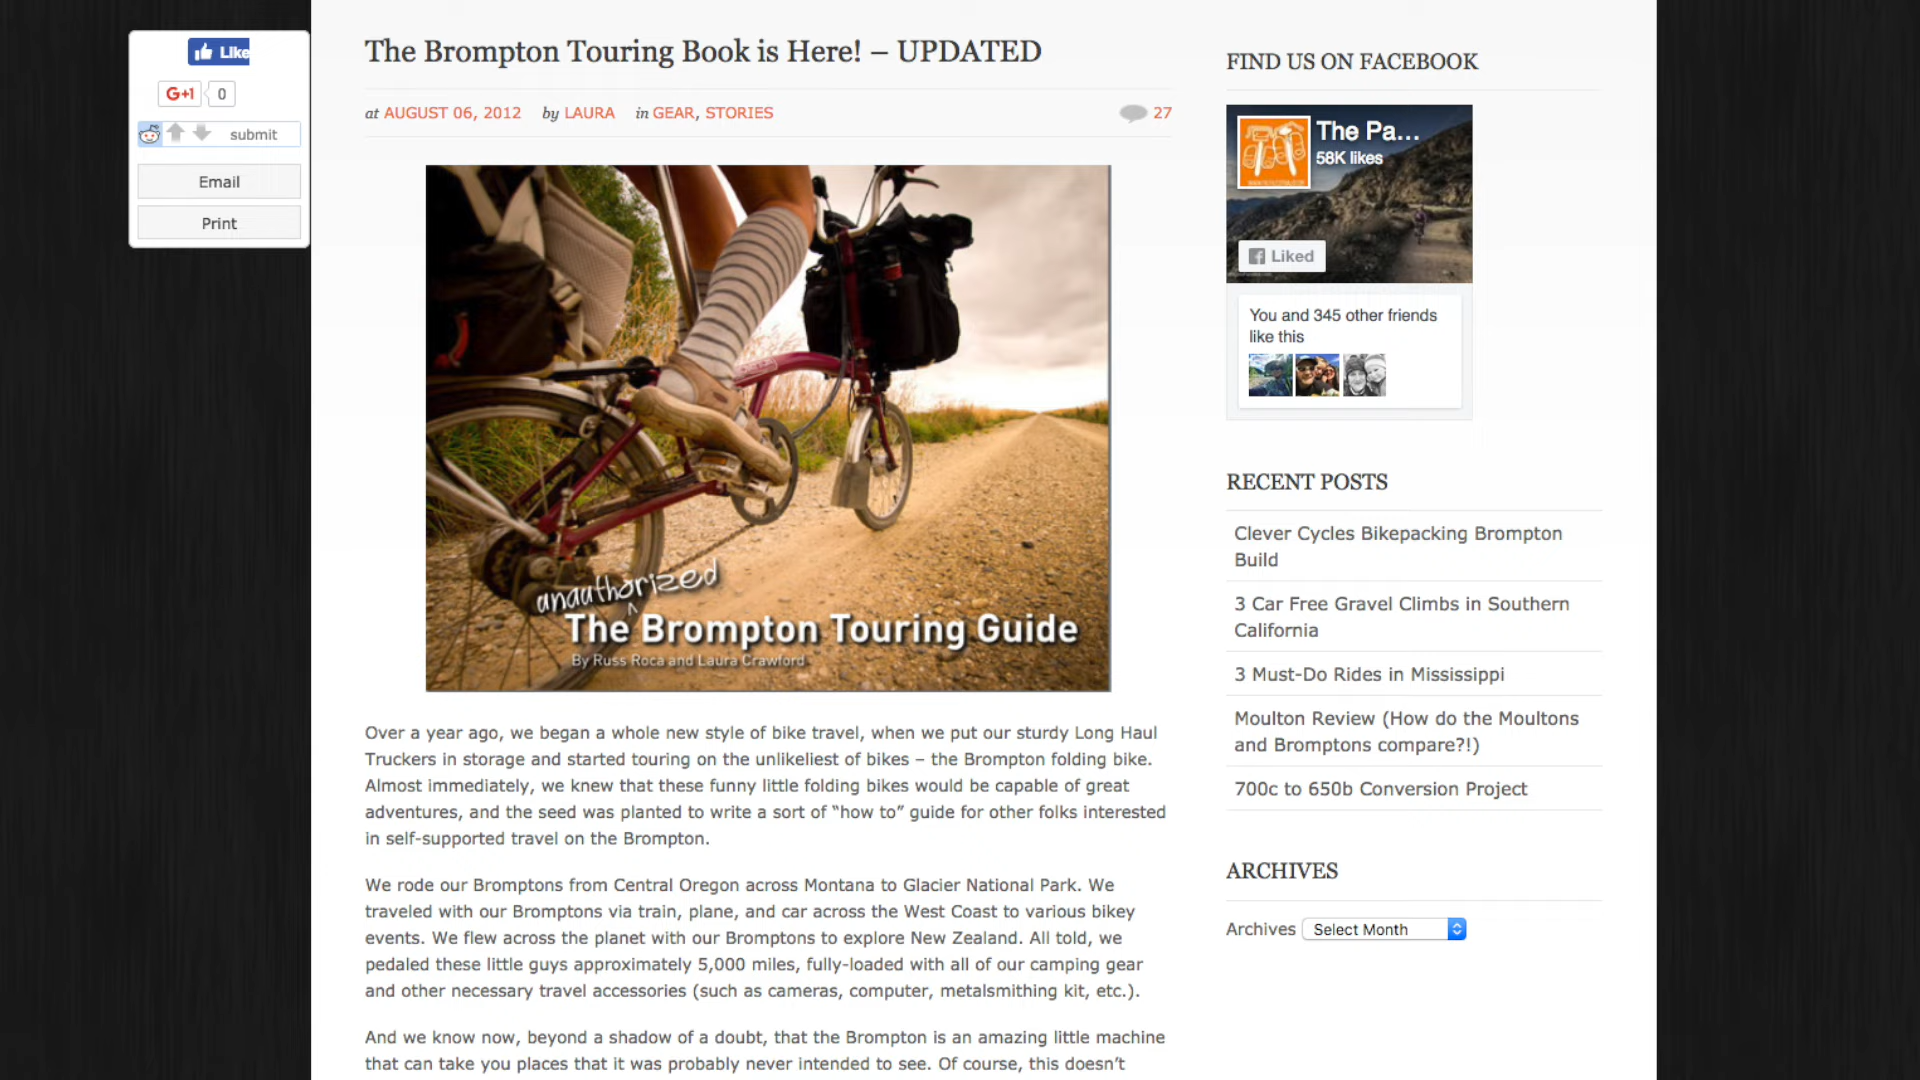 Like
G+1
0
submit
Email
Print
The Brompton Touring Book is Here! – UPDATED
at AUGUST 06, 2012 by LAURA in GEAR, STORIES
27
unauthorized
The ^ Brompton Touring Guide
By Russ Roca and Laura Crawford
Over a year ago, we began a whole new style of bike travel, when we put our sturdy Long Haul
Truckers in storage and started touring on the unlikeliest of bikes – the Brompton folding bike.
Almost immediately, we knew that these funny little folding bikes would be capable of great
adventures, and the seed was planted to write a sort of “how to” guide for other folks interested
in self-supported travel on the Brompton.
We rode our Bromptons from Central Oregon across Montana to Glacier National Park. We
traveled with our Bromptons via train, plane, and car across the West Coast to various bikey
events. We flew across the planet with our Bromptons to explore New Zealand. All told, we
pedaled these little guys approximately 5,000 miles, fully-loaded with all of our camping gear
and other necessary travel accessories (such as cameras, computer, metalsmithing kit, etc.).
And we know now, beyond a shadow of a doubt, that the Brompton is an amazing little machine
that can take you places that it was probably never intended to see. Of course, this doesn’t
FIND US ON FACEBOOK
The Pa...
58K likes
Liked
You and 345 other friends
like this
RECENT POSTS
Clever Cycles Bikepacking Brompton
Build
3 Car Free Gravel Climbs in Southern
California
3 Must-Do Rides in Mississippi
Moulton Review (How do the Moultons
and Bromptons compare?!)
700c to 650b Conversion Project
ARCHIVES
Archives Select Month